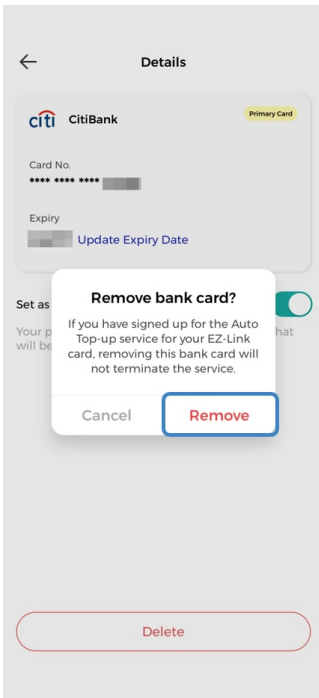 Details
citi CitiBank
Primary Card
Card No.
**** **** ****
Expiry
Update Expiry Date
Set as
Your p
hat
will be
Remove bank card?
If you have signed up for the Auto
Top-up service for your EZ-Link
card, removing this bank card will
not terminate the service.
Cancel
Remove
Delete